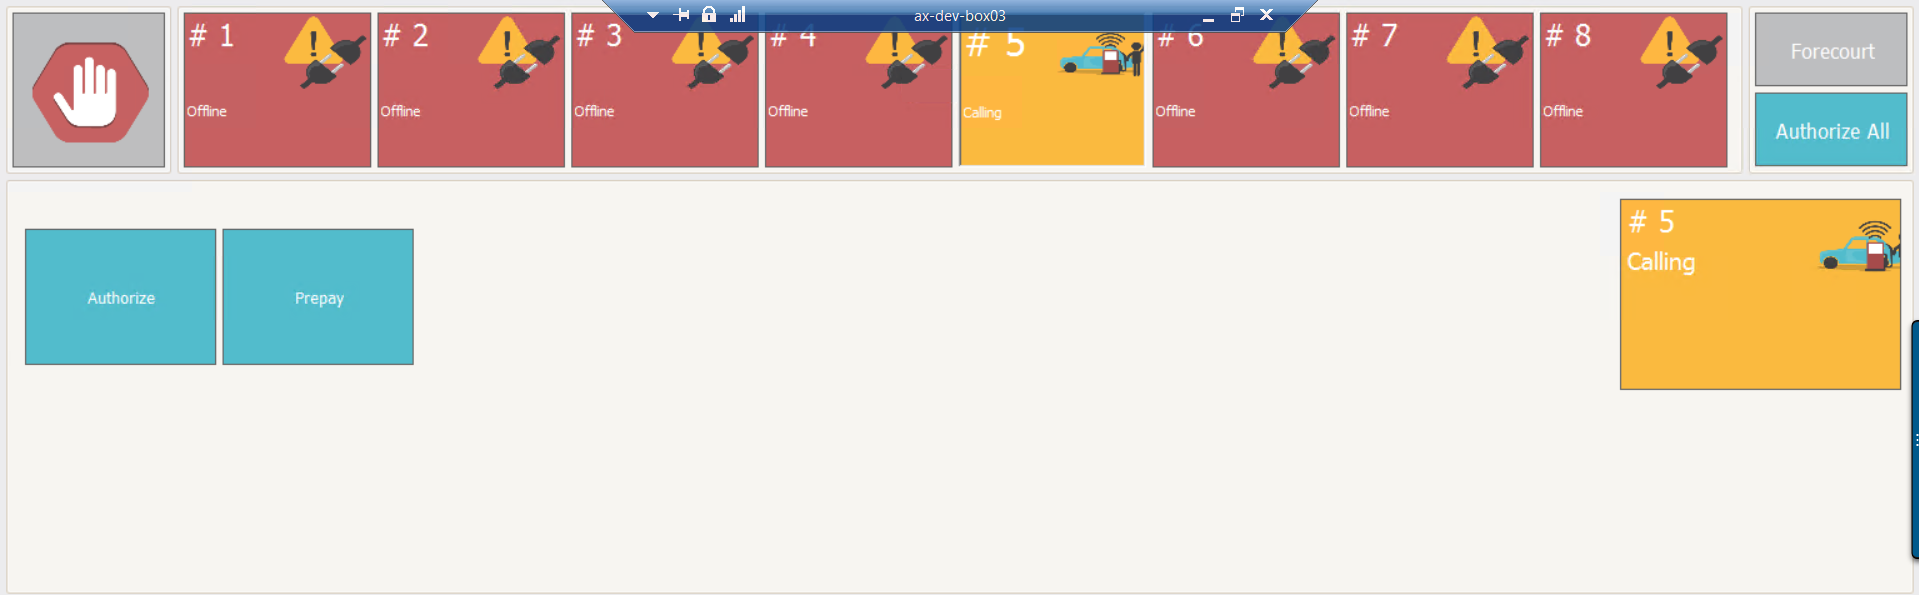 ax-dev-box03
# 1
Offline
# 2
Offline
# 3
Offline
# 4
Offline
# 5
Calling
# 6
Offline
# 7
Offline
# 8
Offline
Forecourt
Authorize All
Authorize
Prepay
# 5
Calling